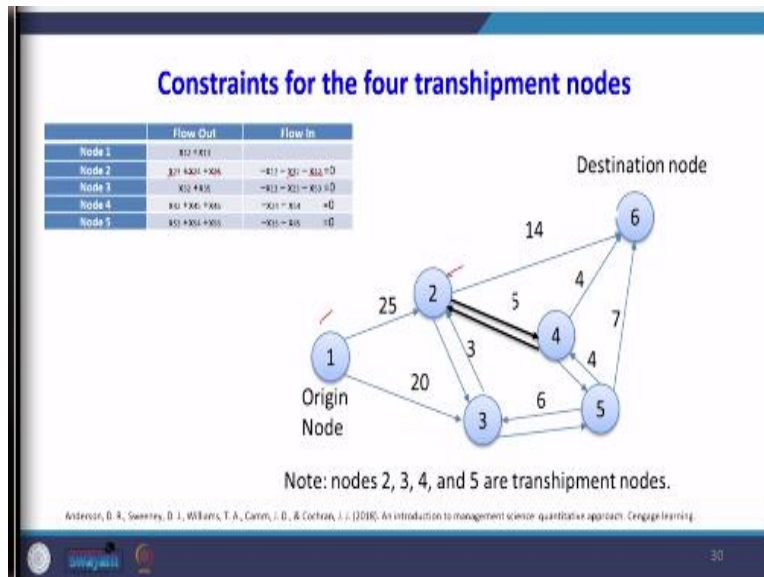 Constraints for the four transhipment nodes
Flow Out Flow In
Node 1
Node 2
Node 3
Node 4
Node 5
Destination node
6
14
2
4
5
25
4
7
1
3
4
20
Origin
Node
6
5
3
Note: nodes 2, 3, 4, and 5 are transhipment nodes.
Anderson, D. R., Sweeney, D. J., Williams, T. A., Camm, J. D., & Cochran, J. J. (2018). An introduction to management science: quantitative approach. Cengage learning.
swayam
30